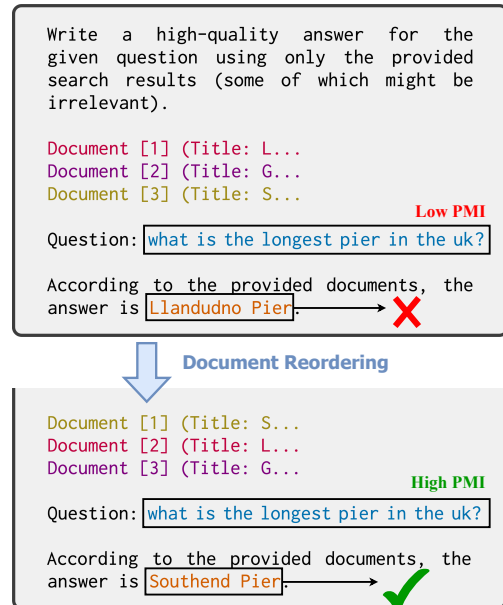 Write a high-quality answer for the
given question using only the provided
search results (some of which might be
irrelevant).
Document [1] (Title: L...
Document [2] (Title: G...
Document [3] (Title: S...
Low PMI
Question: what is the longest pier in the uk?
According to the provided documents, the
answer is Llandudno Pier.
Document Reordering
Document [1] (Title: S...
Document [2] (Title: L...
Document [3] (Title: G...
High PMI
Question: what is the longest pier in the uk?
According to the provided documents, the
answer is Southend Pier.